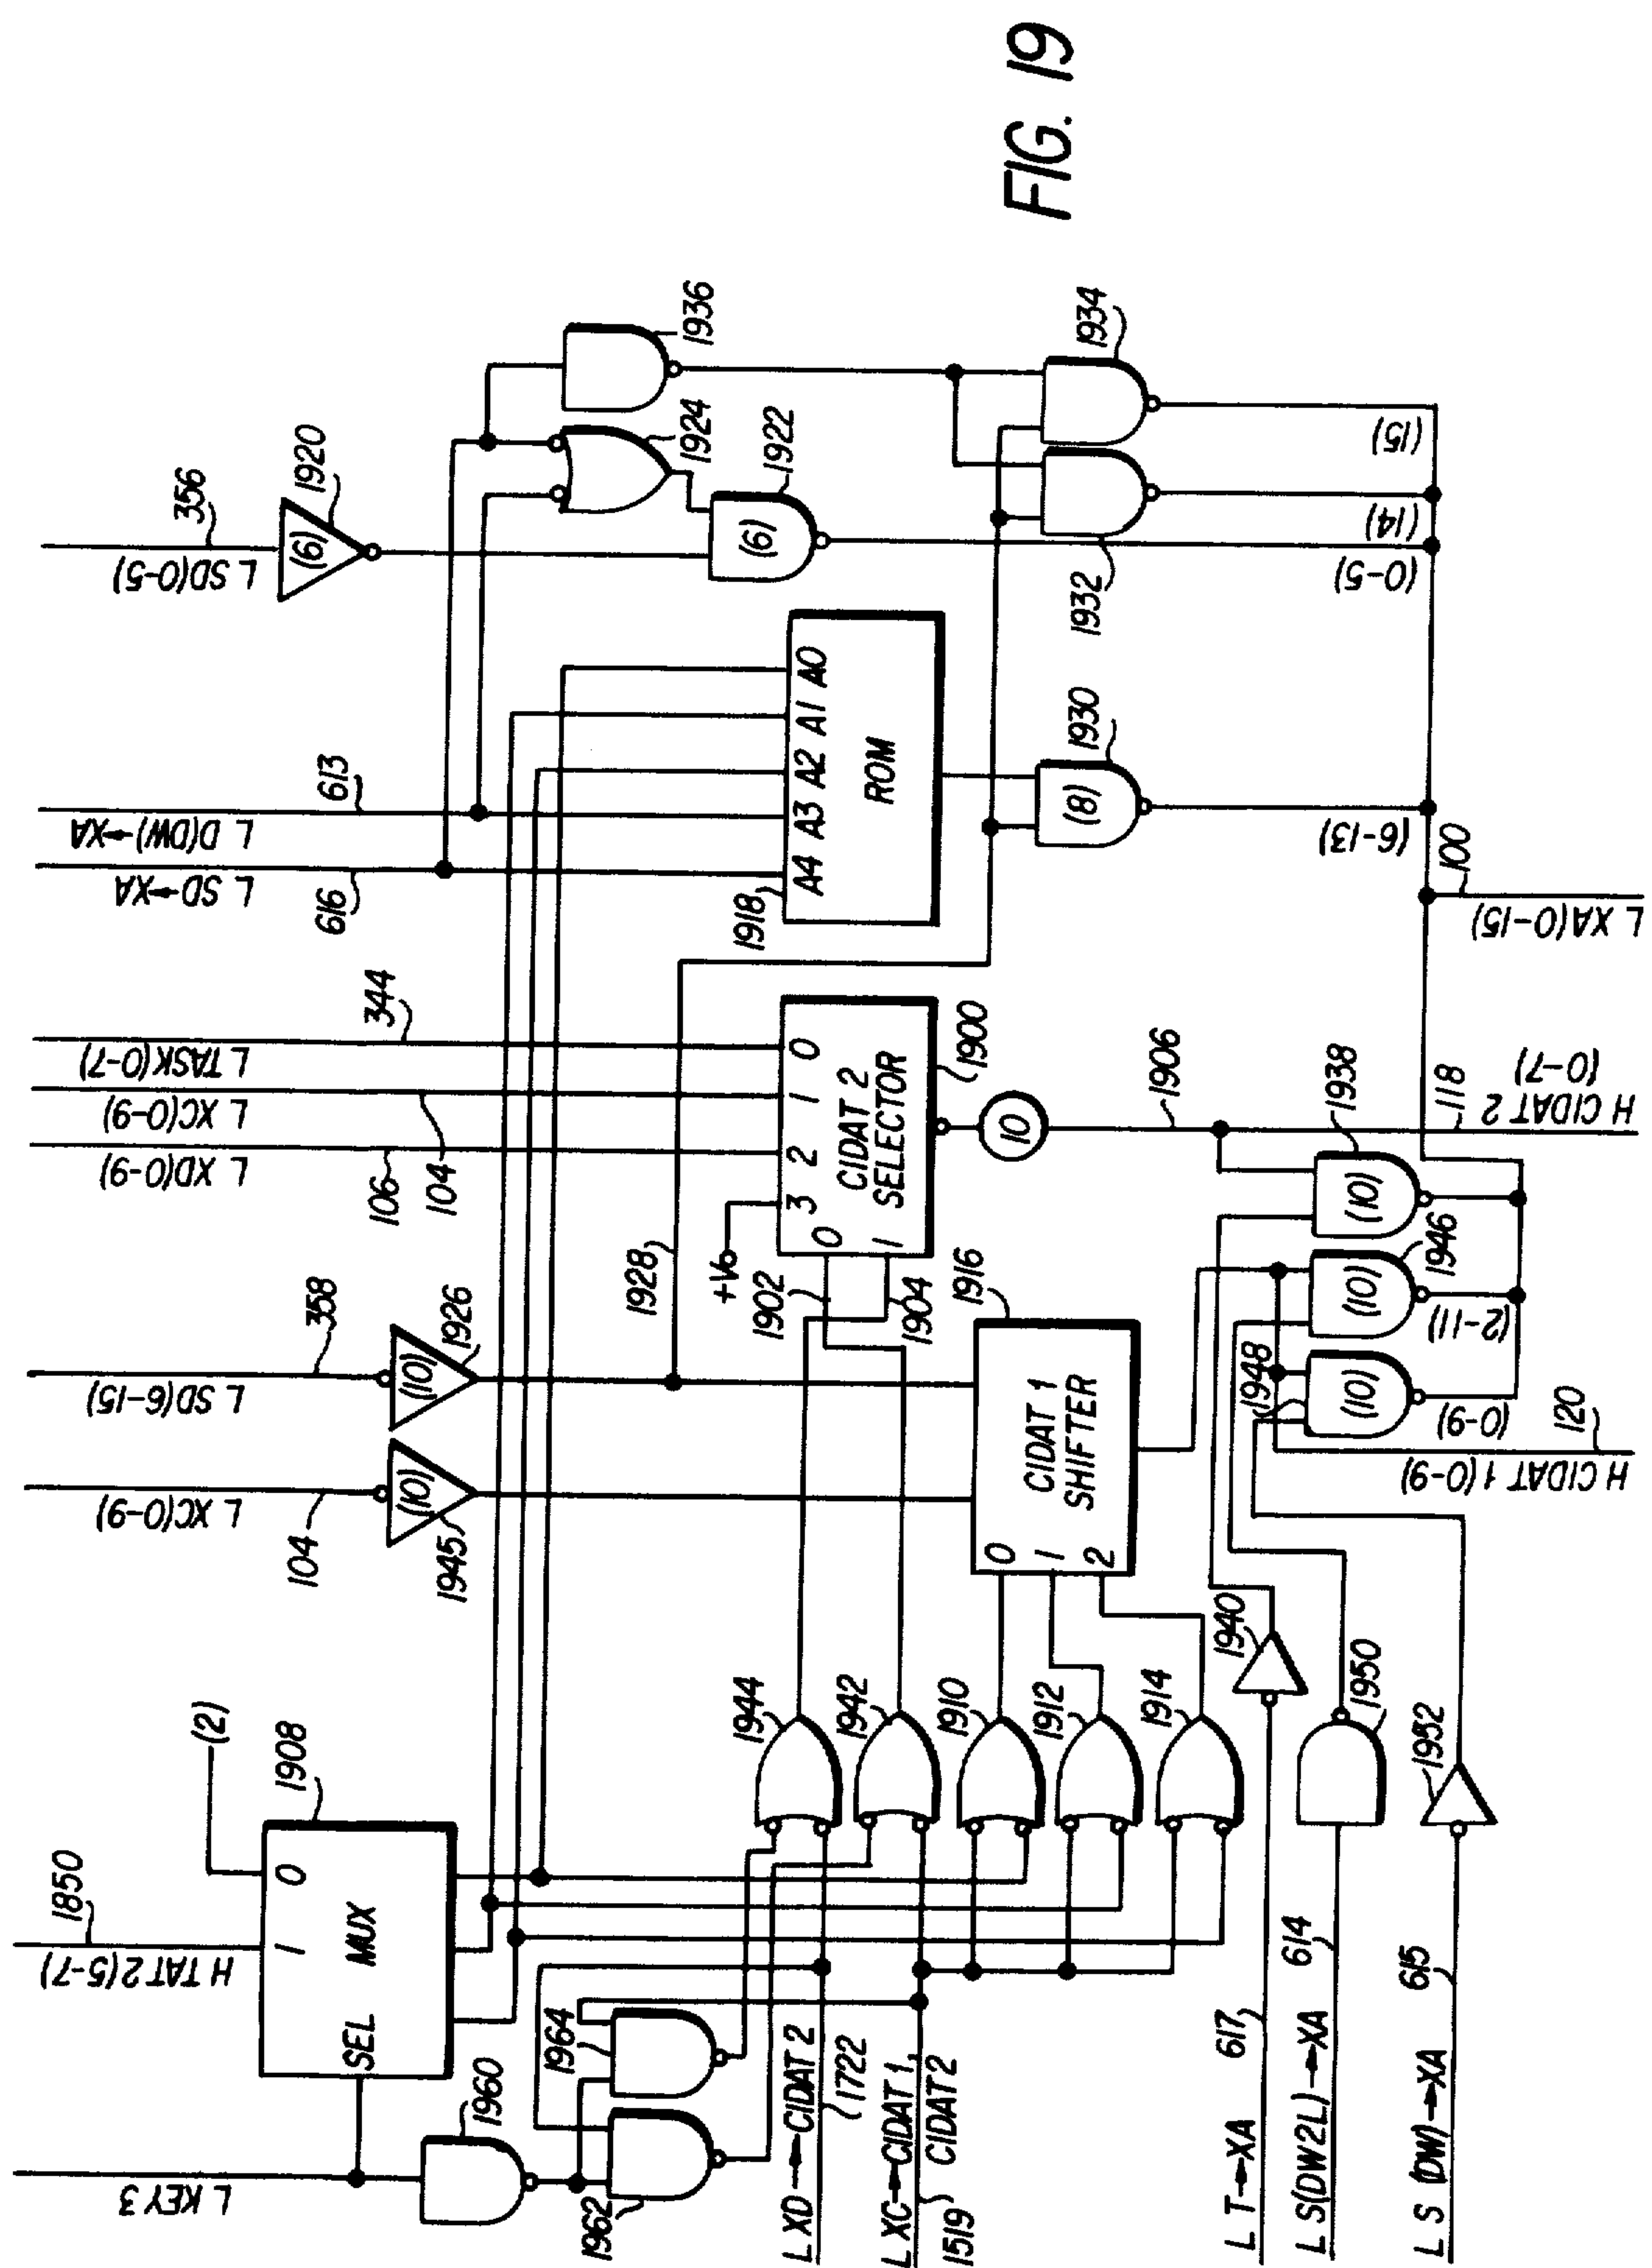 FIG. 19
L KEY 3
H TAT 2 (5-7)
1850
(2)
L XC(0-9)
104
L SD(6-15)
358
L XD(0-9)
106
L XC(0-9)
104
L TASK(0-7)
344
L SD→XA
616
L D(DW)→XA
613
L SD(0-5)
356
1908
SEL
1
0
MUX
1960
1962
1964
1945
(10)
1926
(10)
1928
+V
3
2
1
0
0
1
CIDAT 2
SELECTOR
1900
1902
1904
10
1906
1918
A4
A3
A2
A1
A0
ROM
1920
(6)
1924
1922
(6)
1936
1944
1942
1910
1912
1914
0
1
2
CIDAT 1
SHIFTER
1916
1930
(8)
1932
1934
(6-13)
(0-5)
(14)
(15)
L XD→CIDAT 2
1722
L XC→CIDAT 1,
CIDAT2
1519
L T→XA
617
L S(DW2L)→XA
614
L S (DW)→XA
615
1940
1950
1952
1948
(10)
(0-9)
1946
(10)
(2-11)
1938
(10)
H CIDAT 1 (0-9)
120
H CIDAT 2
(0-7)
118
L XA(0-15)
100